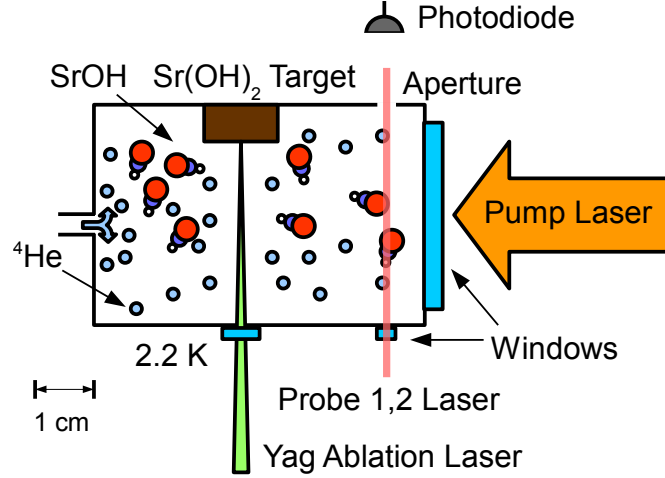 Photodiode
SrOH
Sr(OH)₂ Target
Aperture
Pump Laser
⁴He
2.2 K
Windows
1 cm
Probe 1,2 Laser
Yag Ablation Laser